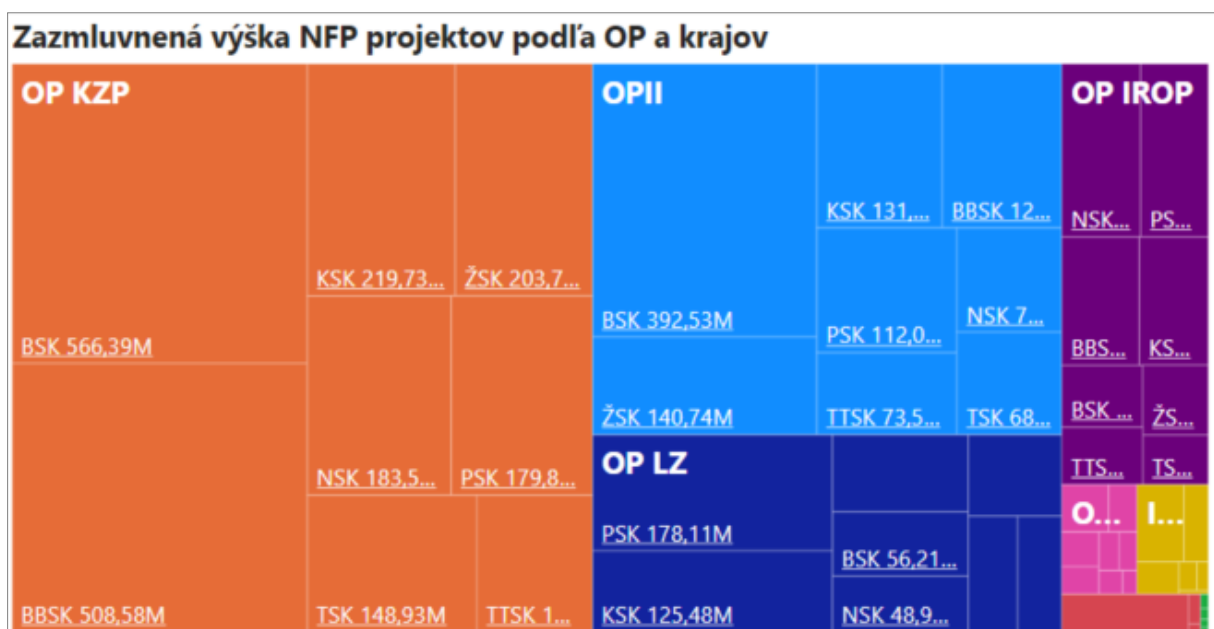 Zazmluvnená výška NFP projektov podľa OP a krajov
OP KZP
BSK 566,39M
BBSK 508,58M
KSK 219,73...
ŽSK 203,7...
NSK 183,5...
PSK 179,8...
TSK 148,93M
TTSK 1...
OPII
BSK 392,53M
ŽSK 140,74M
KSK 131,...
BBSK 12...
PSK 112,0...
NSK 7...
TTSK 73,5...
TSK 68...
OP LZ
PSK 178,11M
KSK 125,48M
BSK 56,21...
NSK 48,9...
OP IROP
NSK...
PS...
BBS...
KS...
BSK ...
ŽS...
TTS...
TS...
O...
I...